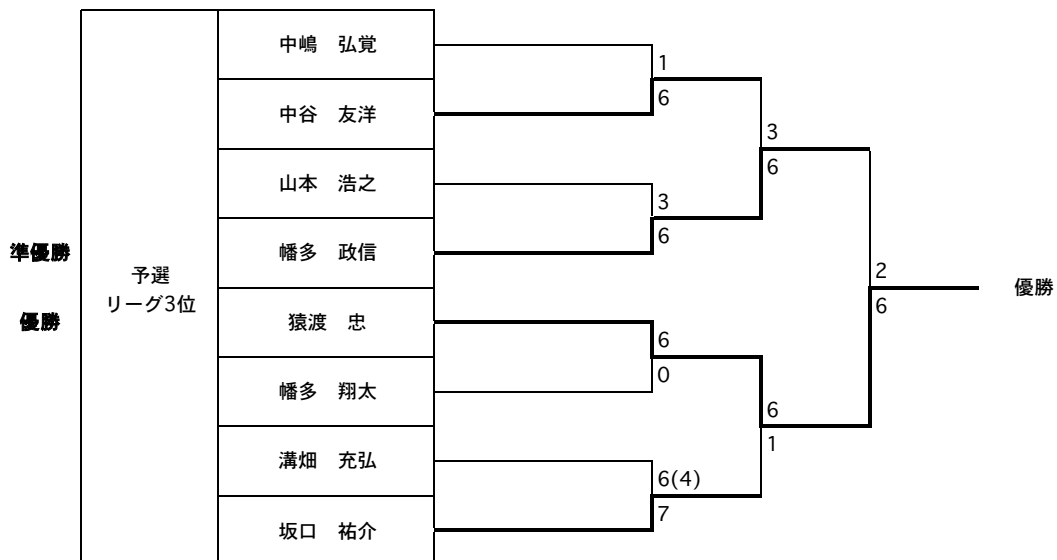 中嶋　弘覚
1
6
中谷　友洋
3
6
山本　浩之
3
6
準優勝
幡多　政信
予選
リーグ3位
2
6
優勝
優勝
猿渡　忠
6
0
幡多　翔太
6
1
溝畑　充弘
6(4)
7
坂口　祐介